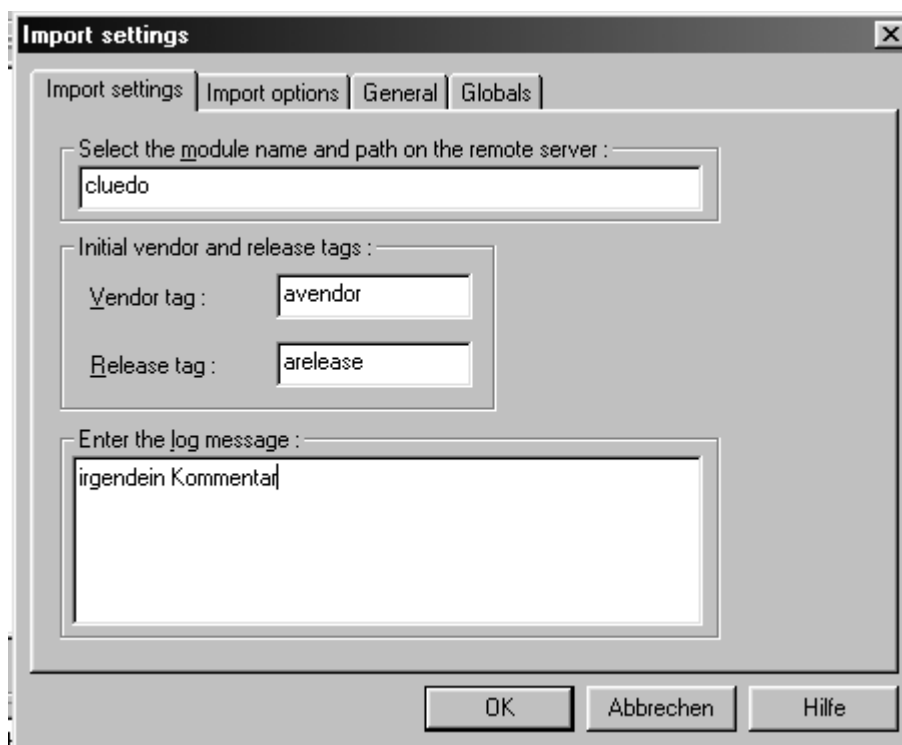 Import settings
Import settings Import options General Globals
Select the module name and path on the remote server :
cluedo
Initial vendor and release tags :
Vendor tag : avendor
Release tag : arelease
Enter the log message :
irgendein Kommentar
OK Abbrechen Hilfe